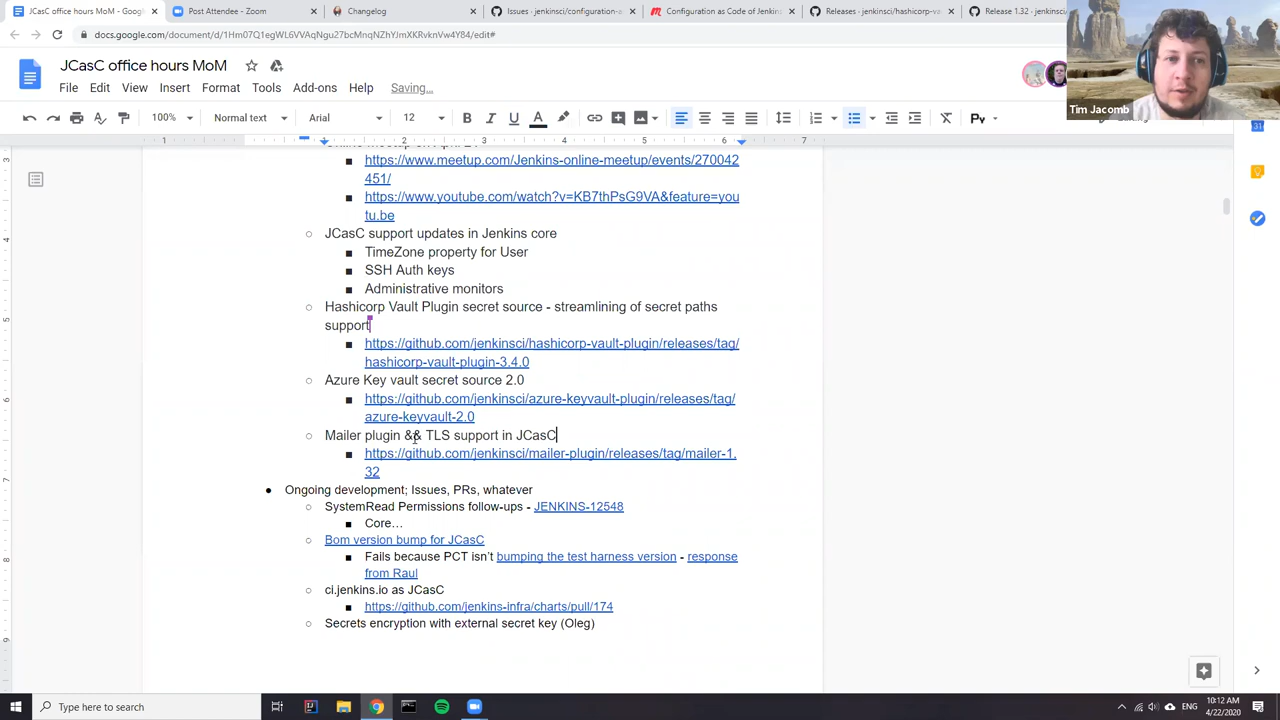 JCasC office hours MoM - Goog
Post Attendee - Zoom
Changelog
Issues · jenkinsci/configuration-a
Configuration as Code of Jenkins
Releases · jenkinsci/hashicorp-va
Release 1.32 · jenkinsci
docs.google.com/document/d/1Hm07Q1egWL6VVAqNgu27bcMnqNZhYJmXKRvknVw4Y84/edit#
JCasC office hours MoM
File Edit View Insert Format Tools Add-ons Help Saving...
Tim Jacomb
100% Normal text Arial 12
1 2 3 4 5 6 7
https://www.meetup.com/Jenkins-online-meetup/events/270042
451/
https://www.youtube.com/watch?v=KB7thPsG9VA&feature=you
tu.be
JCasC support updates in Jenkins core
TimeZone property for User
SSH Auth keys
Administrative monitors
Hashicorp Vault Plugin secret source - streamlining of secret paths
support
https://github.com/jenkinsci/hashicorp-vault-plugin/releases/tag/
hashicorp-vault-plugin-3.4.0
Azure Key vault secret source 2.0
https://github.com/jenkinsci/azure-keyvault-plugin/releases/tag/
azure-keyvault-2.0
Mailer plugin && TLS support in JCasC
https://github.com/jenkinsci/mailer-plugin/releases/tag/mailer-1.
32
Ongoing development; Issues, PRs, whatever
SystemRead Permissions follow-ups - JENKINS-12548
Core…
Bom version bump for JCasC
Fails because PCT isn't bumping the test harness version - response
from Raul
ci.jenkins.io as JCasC
https://github.com/jenkins-infra/charts/pull/174
Secrets encryption with external secret key (Oleg)
Type here to search
ENG
10:12 AM
4/22/2020